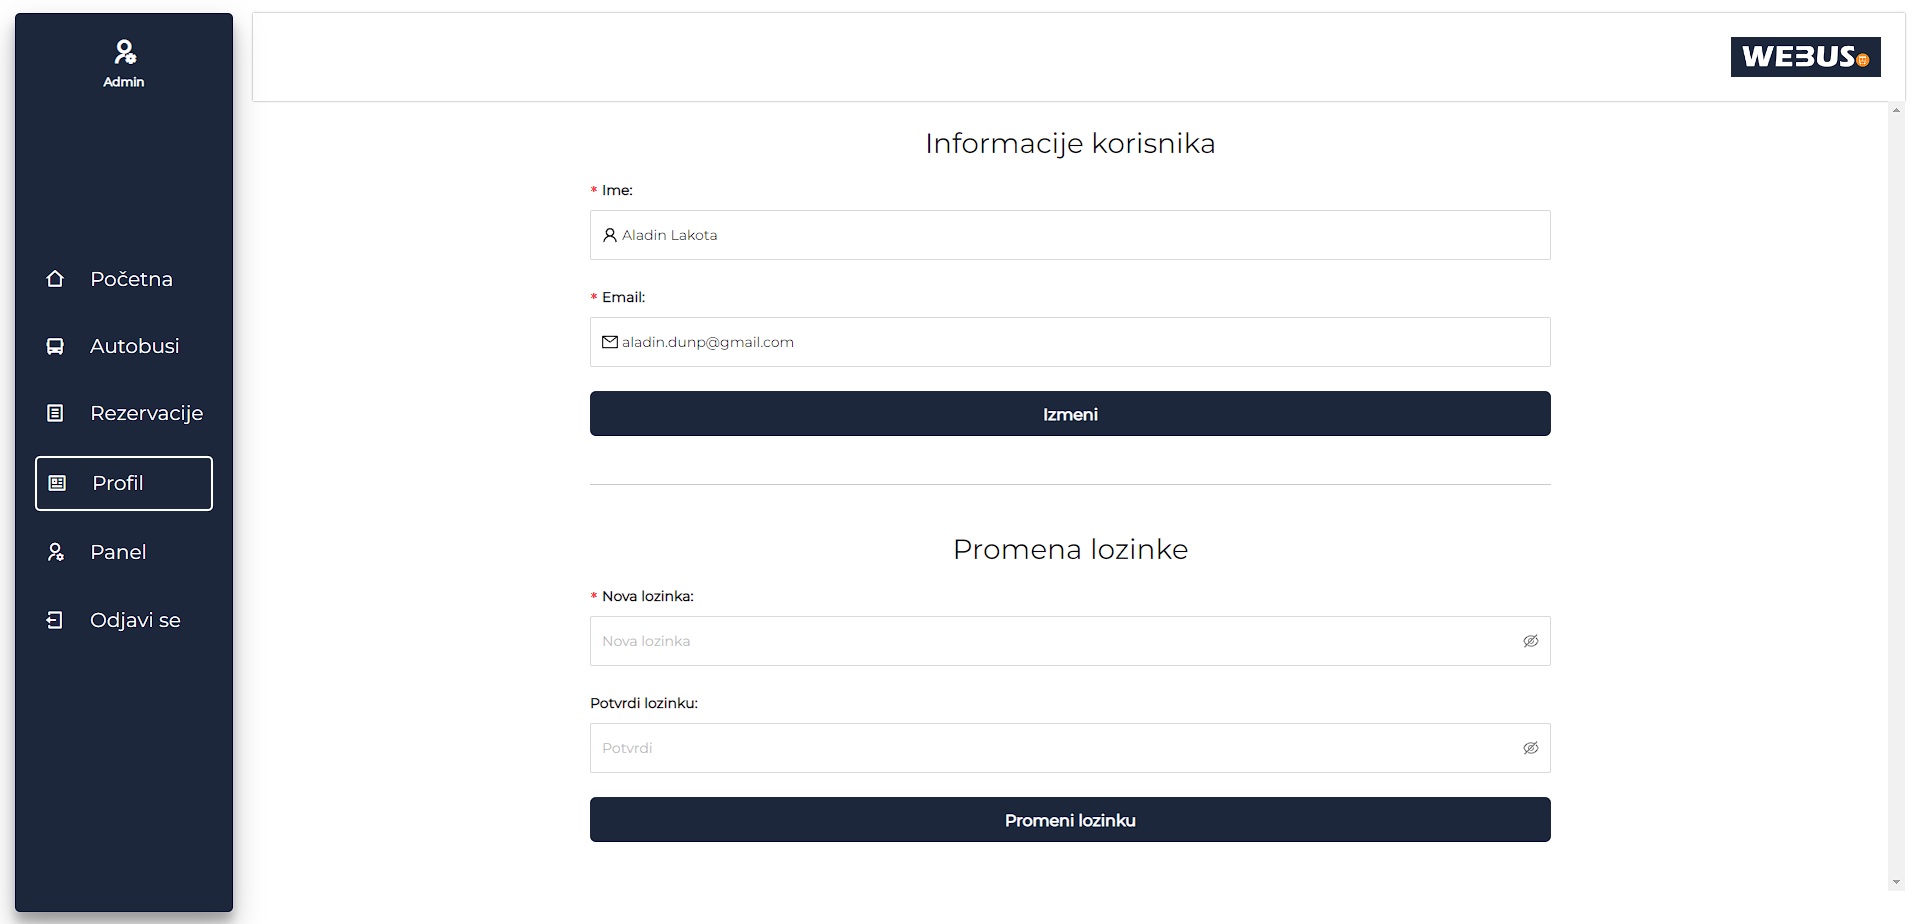 Admin
Početna
Autobusi
Rezervacije
Profil
Panel
Odjavi se
WEBUS
Informacije korisnika
* Ime:
Aladin Lakota
* Email:
aladin.dunp@gmail.com
Izmeni
Promena lozinke
* Nova lozinka:
Nova lozinka
Potvrdi lozinku:
Potvrdi
Promeni lozinku